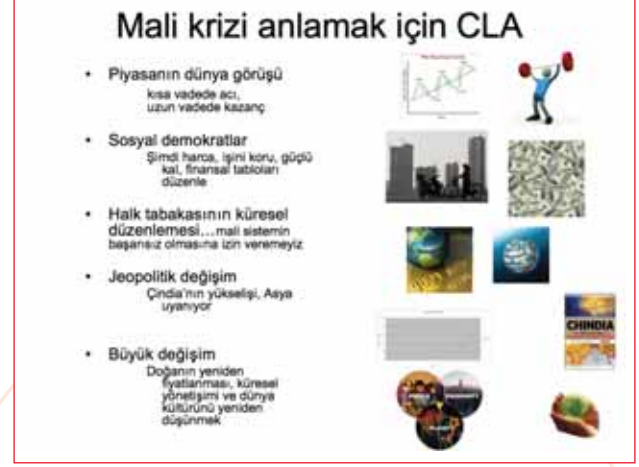 Mali krizi anlamak için CLA
• Piyasanın dünya görüşü
kısa vadede acı,
uzun vadede kazanç
• Sosyal demokratlar
Şimdi harca, işini koru, güçlü
kal, finansal tabloları
düzenle
• Halk tabakasının küresel
düzenlemesi...mali sistemin
başarısız olmasına izin veremeyiz
• Jeopolitik değişim
Çindia'nın yükselişi, Asya
uyanıyor
• Büyük değişim
Doğanın yeniden
fiyatlanması, küresel
yönetişimi ve dünya
kültürünü yeniden
düşünmek
CHINDIA